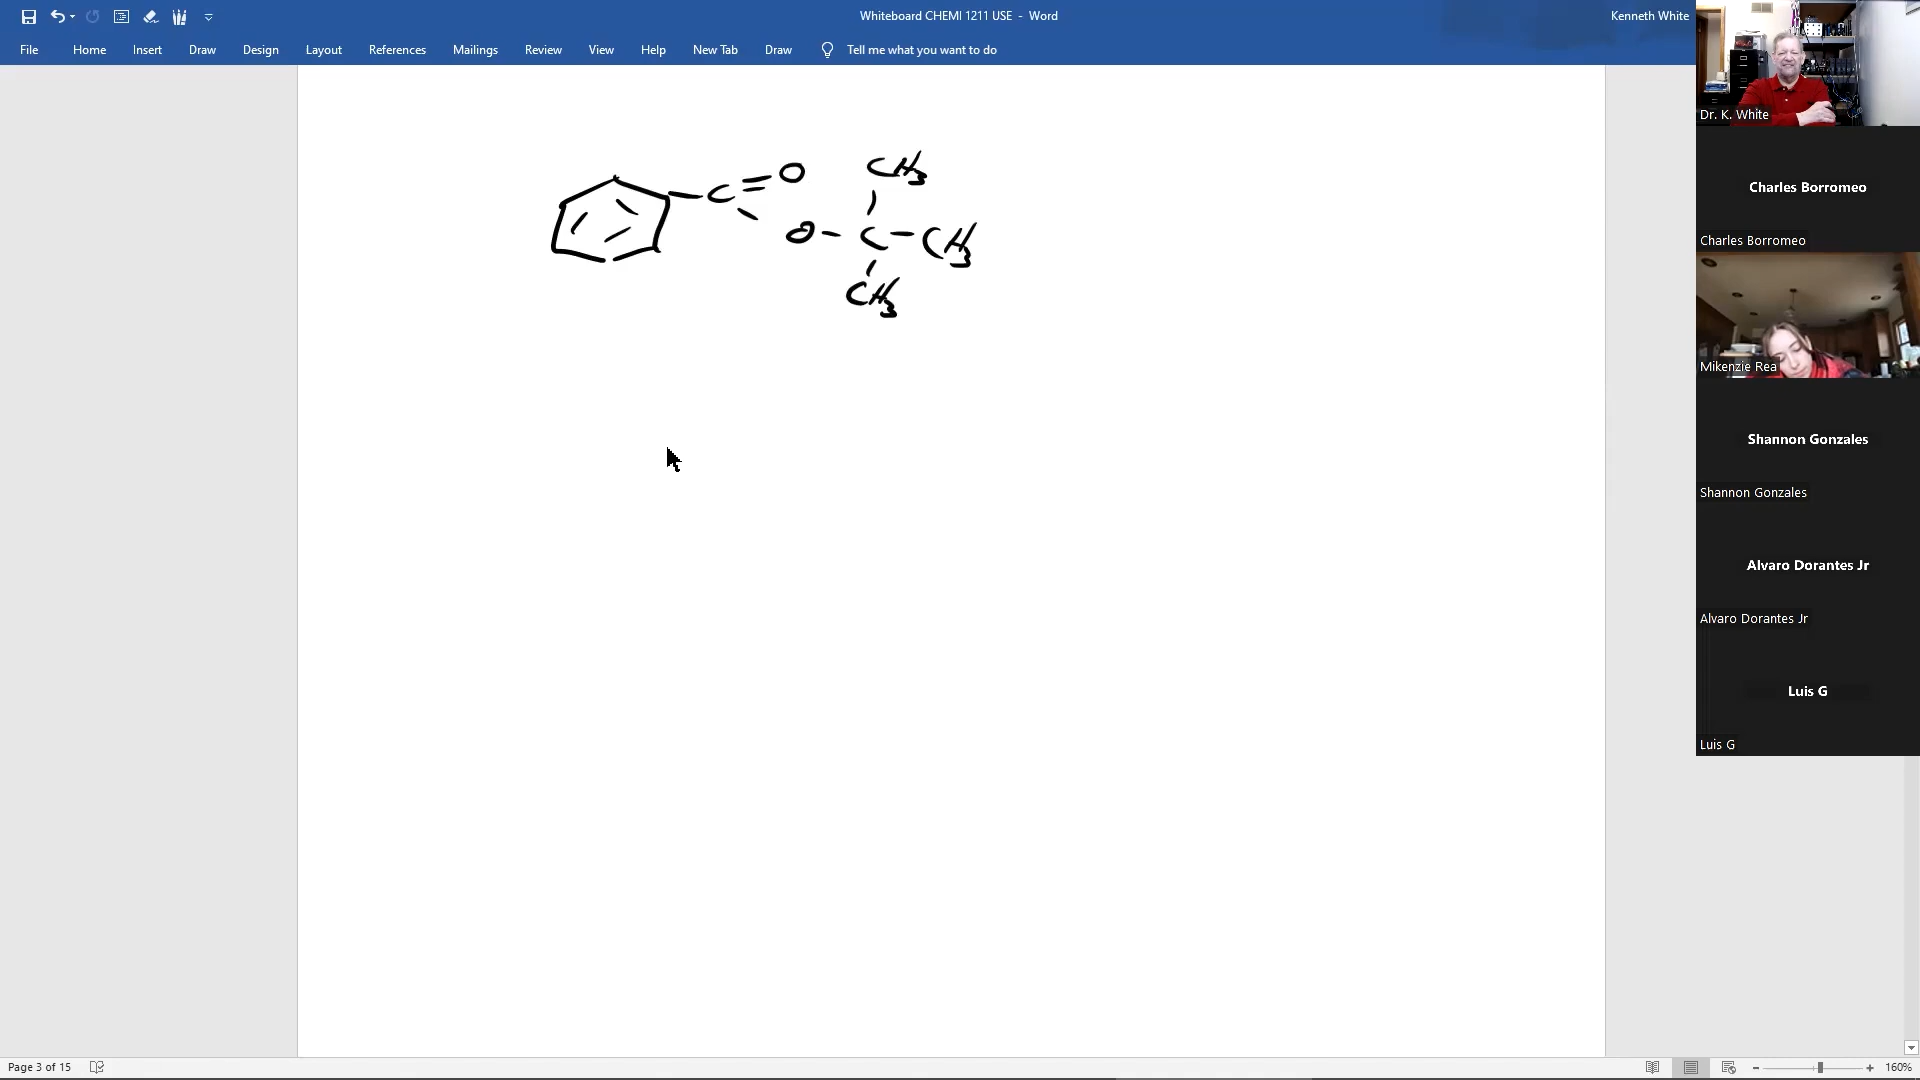 Whiteboard CHEMI 1211 USE - Word
Kenneth White
File Home Insert Draw Design Layout References Mailings Review View Help New Tab Draw Tell me what you want to do
Dr. K. White
Charles Borromeo
Charles Borromeo
Mikenzie Rea
Shannon Gonzales
Shannon Gonzales
Alvaro Dorantes Jr
Alvaro Dorantes Jr
Luis G
Luis G
CH3
C = O
O - C - CH3
CH3
Page 3 of 15
160%